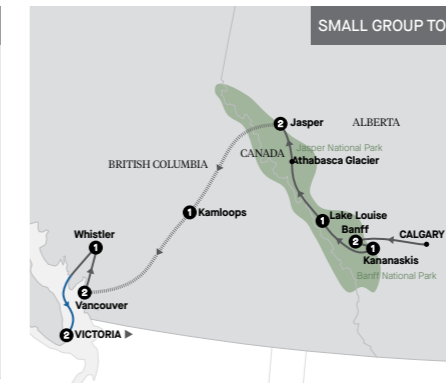 SMALL GROUP TO
2 Jasper
ALBERTA
Jasper National Park
CANADA
Athabasca Glacier
BRITISH COLUMBIA
1 Kamloops
1 Lake Louise
Banff
2
CALGARY
1
Kananaskis
Banff National Park
Whistler
1
2
Vancouver
2 VICTORIA